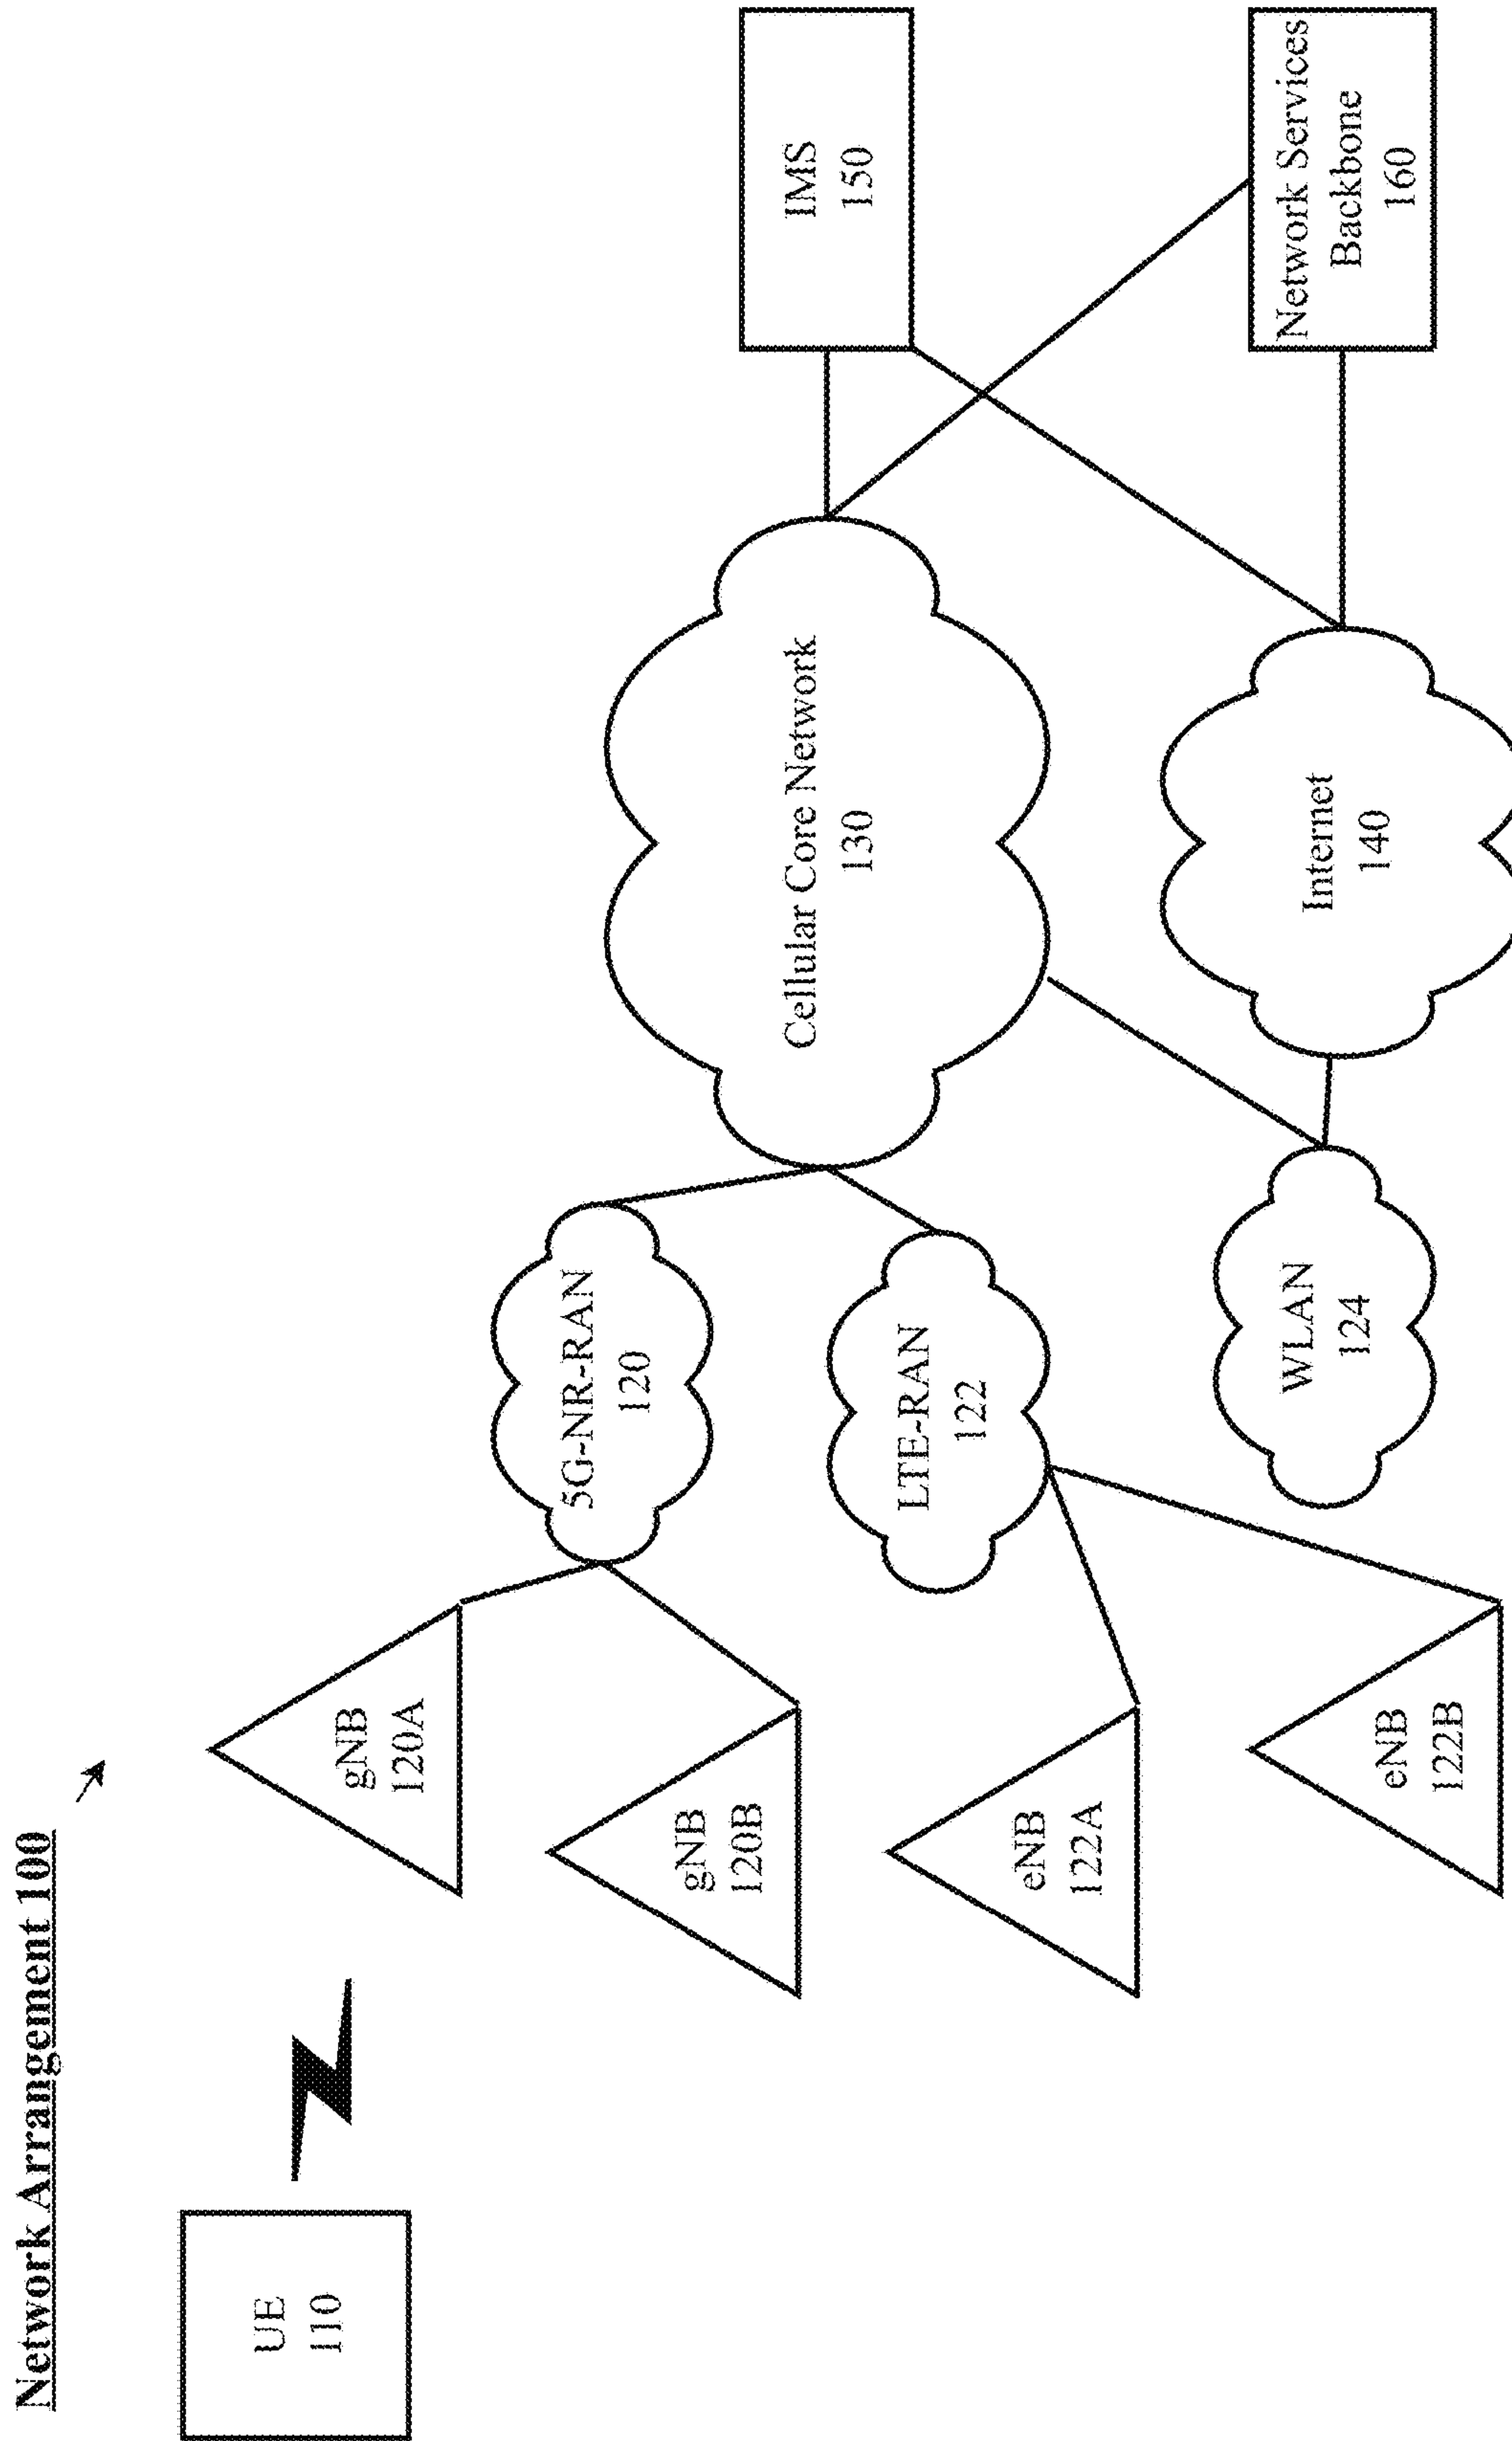 Network Arrangement 100
UE
110
gNB
120A
gNB
120B
eNB
122A
eNB
122B
5G-NR-RAN
120
LTE-RAN
122
WLAN
124
Cellular Core Network
130
Internet
140
IMS
150
Network Services
Backbone
160